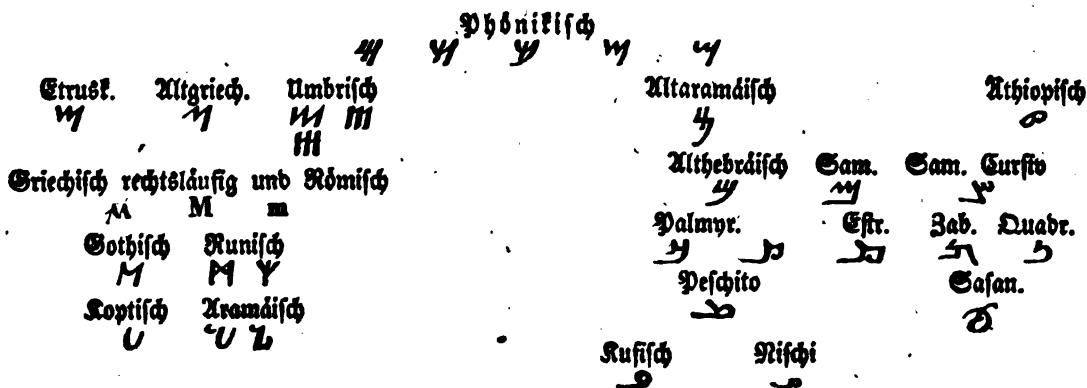 Phönikisch
Etrusk. Altgriech. Umbrisch Altaramäisch Äthiopisch
Griechisch rechtsläufig und Römisch Althebräisch Sam. Sam. Cursiv
M M m
Gothisch Runisch Palmyr. Estr. Zab. Quadr.
Koptisch Aramäisch Peschito Sasan.
Kufisch Nischi